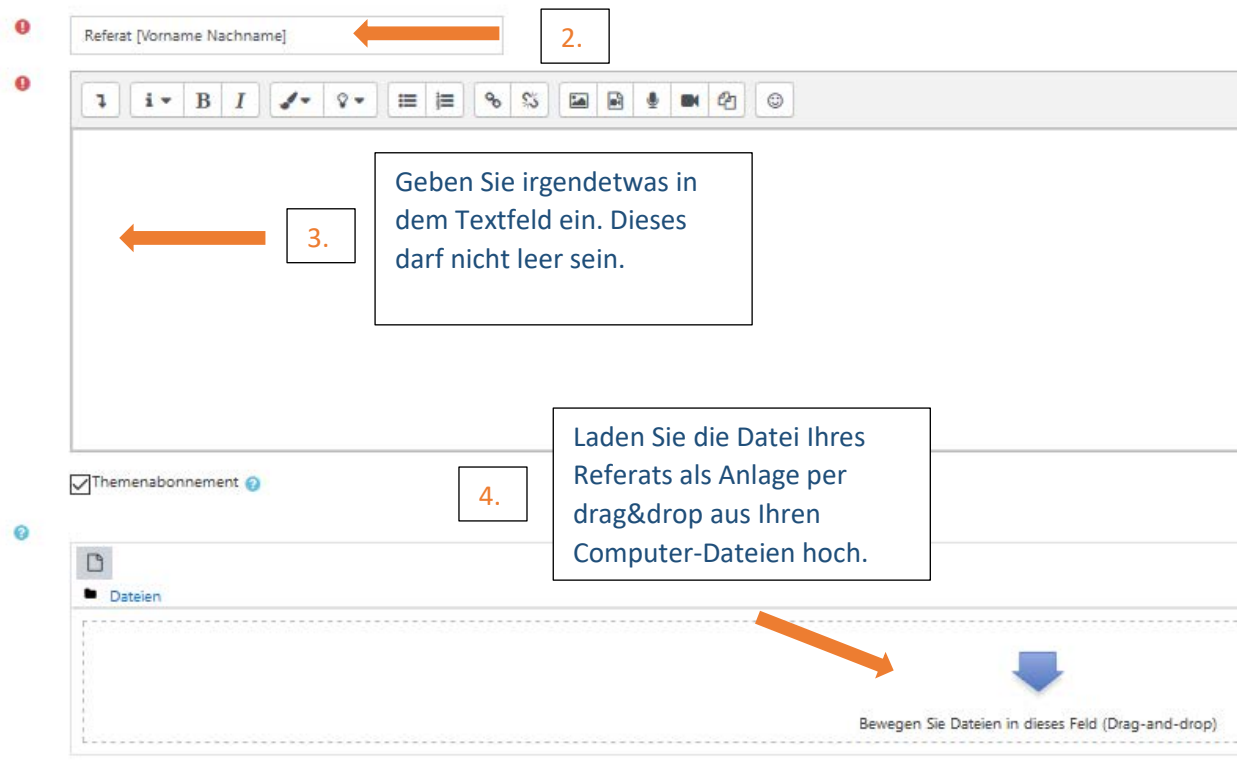 Referat [Vorname Nachname]
2.
i B I
3.
Geben Sie irgendetwas in
dem Textfeld ein. Dieses
darf nicht leer sein.
Themenabonnement
4.
Laden Sie die Datei Ihres
Referats als Anlage per
drag&drop aus Ihren
Computer-Dateien hoch.
Dateien
Bewegen Sie Dateien in dieses Feld (Drag-and-drop)